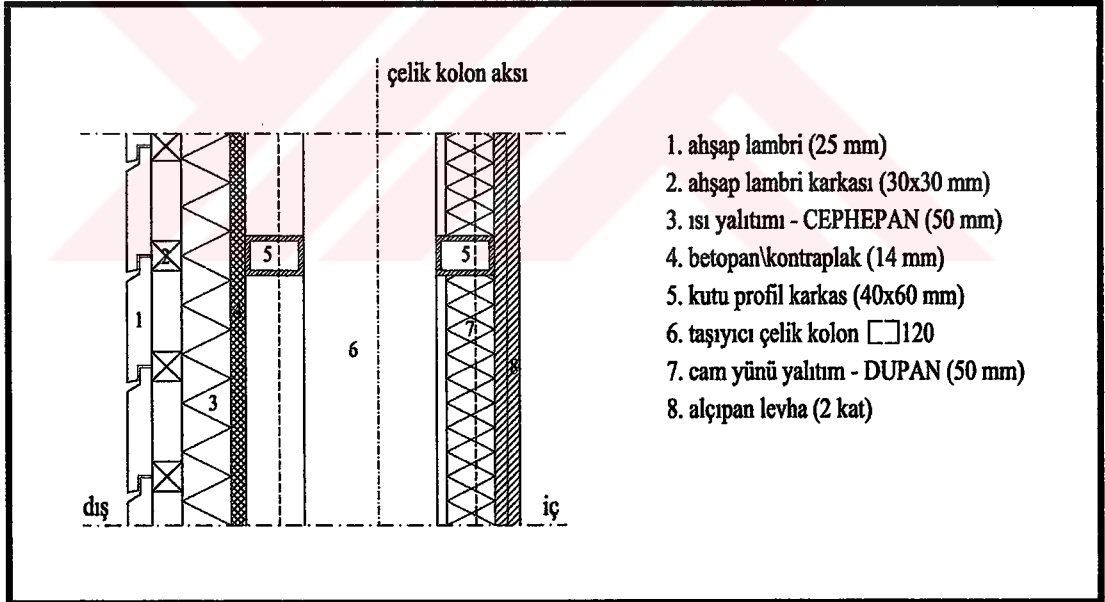 çelik kolon aksı
1. ahşap lambri (25 mm)
2. ahşap lambri karkası (30x30 mm)
3. ısı yalıtımı - CEPHEPAN (50 mm)
4. betopan\kontraplak (14 mm)
5. kutu profil karkas (40x60 mm)
6. taşıyıcı çelik kolon 120
7. cam yünü yalıtım - DUPAN (50 mm)
8. alçıpan levha (2 kat)
5
5
2
1
4
7
6
8
3
dış
iç